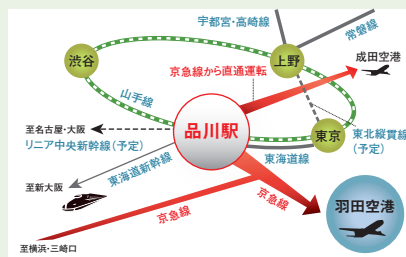 宇都宮・高崎線
常磐線
渋谷
上野
成田空港
京急線から直通運転
山手線
品川駅
至名古屋・大阪
リニア中央新幹線（予定）
東京
東北縦貫線
（予定）
東海道線
東海道新幹線
至新大阪
京急線
京急線
羽田空港
至横浜・三崎口